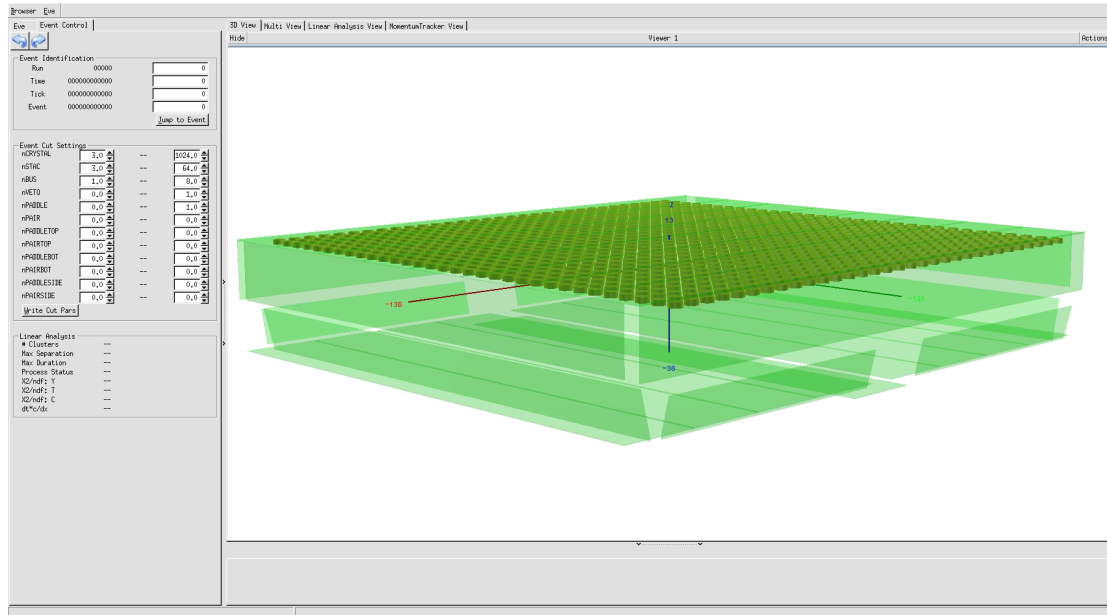 Browser Eve
Eve Event Control
3D View Multi View Linear Analysis View MomentumTracker View
Hide Viewer 1 Actions
Event Identification
Run 00000 0
Time 000000000000 0
Tick 000000000000 0
Event 000000000000 0
Jump to Event
Event Cut Settings
nCRYSTAL 3.0 -- 1024.0
nSTAC 3.0 -- 64.0
nBUS 1.0 -- 8.0
nVETO 0.0 -- 1.0
nPADDLE 0.0 -- 1.0
nPAIR 0.0 -- 0.0
nPADDLETOP 0.0 -- 0.0
nPAIRTOP 0.0 -- 0.0
nPADDLEBOT 0.0 -- 0.0
nPAIRBOT 0.0 -- 0.0
nPADDLESIDE 0.0 -- 0.0
nPAIRSIDE 0.0 -- 0.0
Write Cut Pars
Linear Analysis
# Clusters --
Max Separation --
Max Duration --
Process Status --
X2/ndf: Y --
X2/ndf: T --
X2/ndf: C --
dt*c/dx --
-136
-36